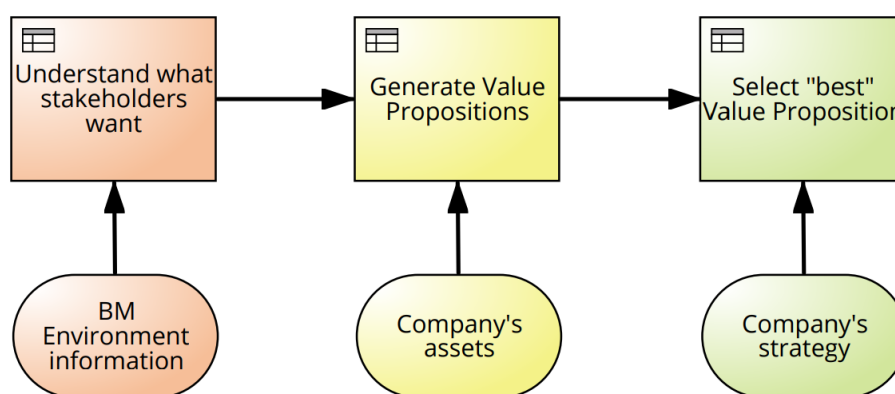 Understand what
stakeholders
want
Generate Value
Propositions
Select "best"
Value Proposition
BM
Environment
information
Company's
assets
Company's
strategy